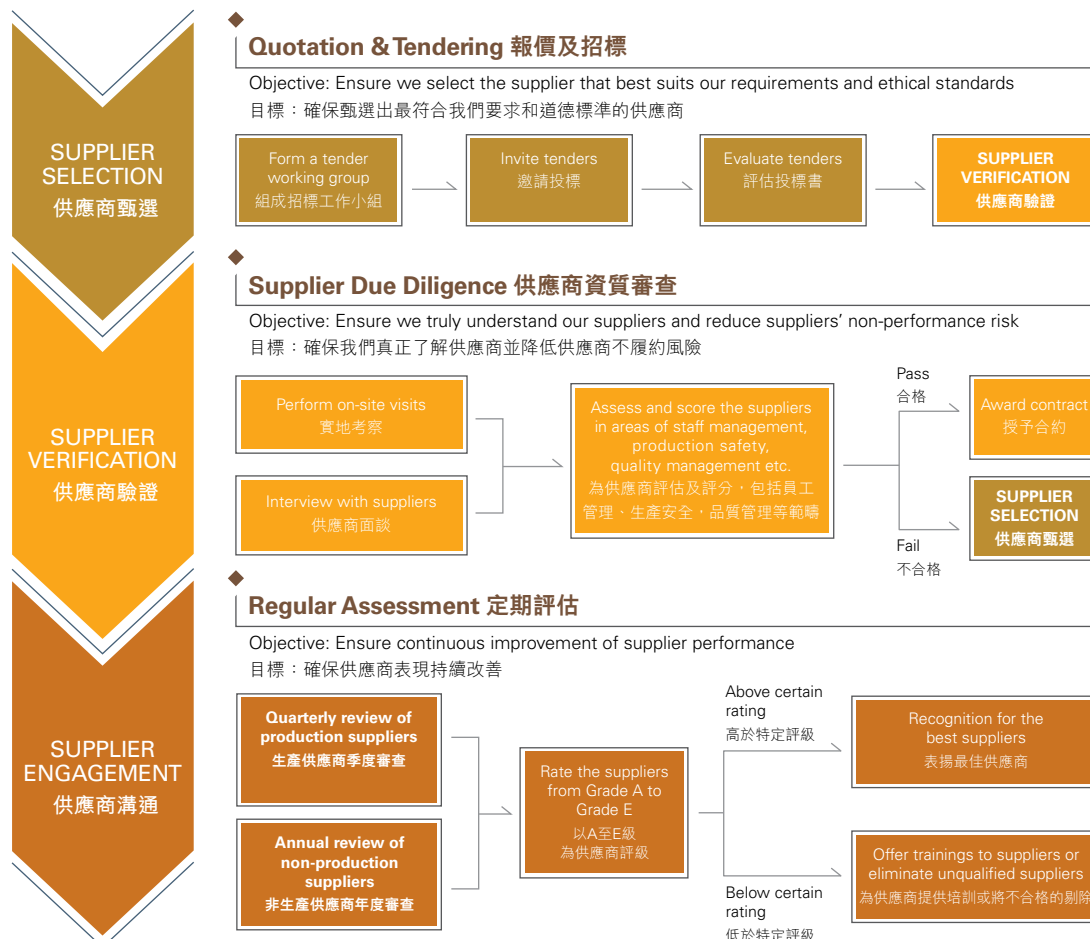 SUPPLIER
SELECTION
供應商甄選
Quotation & Tendering 報價及招標
Objective: Ensure we select the supplier that best suits our requirements and ethical standards
目標：確保甄選出最符合我們要求和道德標準的供應商
Form a tender
working group
組成招標工作小組
Invite tenders
邀請投標
Evaluate tenders
評估投標書
SUPPLIER
VERIFICATION
供應商驗證
SUPPLIER
VERIFICATION
供應商驗證
Supplier Due Diligence 供應商資質審查
Objective: Ensure we truly understand our suppliers and reduce suppliers’ non-performance risk
目標：確保我們真正了解供應商並降低供應商不履約風險
Perform on-site visits
實地考察
Interview with suppliers
供應商面談
Assess and score the suppliers
in areas of staff management,
production safety,
quality management etc.
為供應商評估及評分，包括員工
管理、生產安全，品質管理等範疇
Pass
合格
Award contract
授予合約
Fail
不合格
SUPPLIER
SELECTION
供應商甄選
SUPPLIER
ENGAGEMENT
供應商溝通
Regular Assessment 定期評估
Objective: Ensure continuous improvement of supplier performance
目標：確保供應商表現持續改善
Quarterly review of
production suppliers
生產供應商季度審查
Annual review of
non-production
suppliers
非生產供應商年度審查
Rate the suppliers
from Grade A to
Grade E
以A至E級
為供應商評級
Above certain
rating
高於特定評級
Recognition for the
best suppliers
表揚最佳供應商
Below certain
rating
低於特定評級
Offer trainings to suppliers or
eliminate unqualified suppliers
為供應商提供培訓或將不合格的剔除